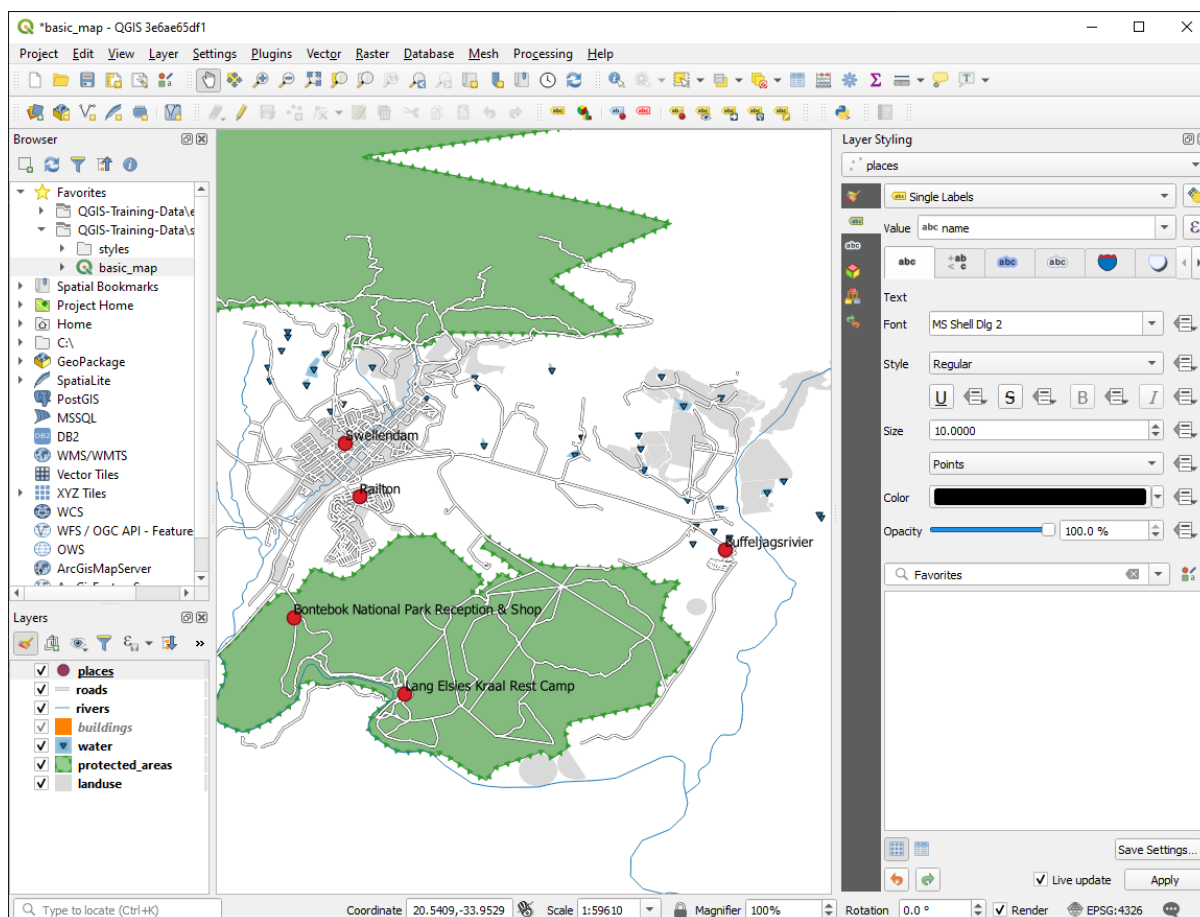 *basic_map - QGIS 3e6ae65df1
Project Edit View Layer Settings Plugins Vector Raster Database Mesh Processing Help
Browser
Favorites
QGIS-Training-Data\e
QGIS-Training-Data\s
styles
basic_map
Spatial Bookmarks
Project Home
Home
C:\
GeoPackage
SpatiaLite
PostGIS
MSSQL
DB2
WMS/WMTS
Vector Tiles
XYZ Tiles
WCS
WFS / OGC API - Feature
OWS
ArcGisMapServer
Layers
places
roads
rivers
buildings
water
protected_areas
landuse
Swellendam
Railton
Buffeljagsrivier
Bontebok National Park Reception & Shop
Lang Elsies Kraal Rest Camp
Layer Styling
places
abc Single Labels
Value abc name
abc +ab < c abc abc
Text
Font MS Shell Dlg 2
Style Regular
U S B I
Size 10.0000
Points
Color
Opacity 100.0 %
Favorites
Save Settings...
Live update Apply
Type to locate (Ctrl+K) Coordinate 20.5409,-33.9529 Scale 1:59610 Magnifier 100% Rotation 0.0 ° Render EPSG:4326